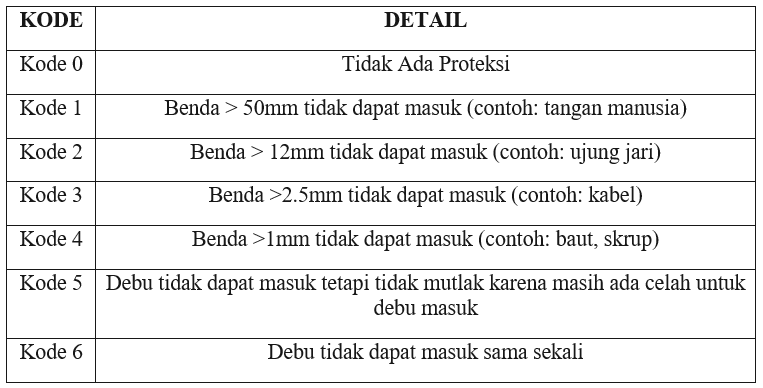 KODE DETAIL
Kode 0 Tidak Ada Proteksi
Kode 1 Benda > 50mm tidak dapat masuk (contoh: tangan manusia)
Kode 2 Benda > 12mm tidak dapat masuk (contoh: ujung jari)
Kode 3 Benda >2.5mm tidak dapat masuk (contoh: kabel)
Kode 4 Benda >1mm tidak dapat masuk (contoh: baut, skrup)
Kode 5 Debu tidak dapat masuk tetapi tidak mutlak karena masih ada celah untuk
debu masuk
Kode 6 Debu tidak dapat masuk sama sekali